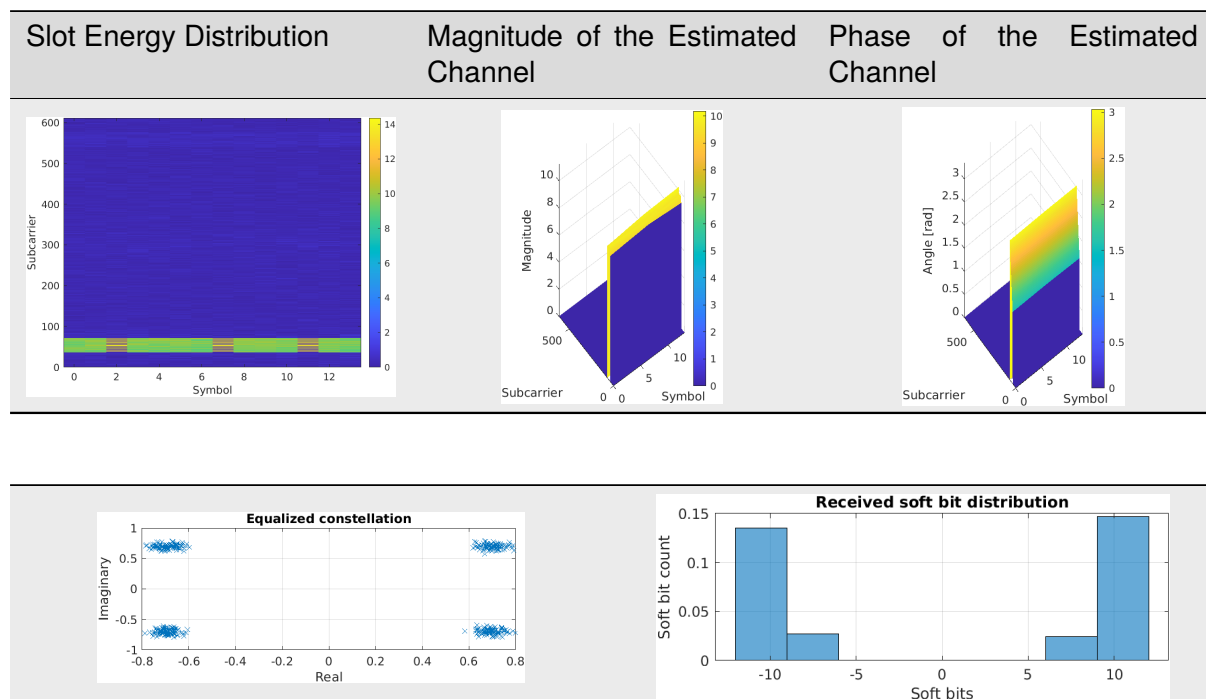 Slot Energy Distribution
Magnitude of the Estimated
Channel
Phase of the Estimated
Channel
600
500
400
300
200
100
0
Subcarrier
0 2 4 6 8 10 12
Symbol
14
12
10
8
6
4
2
0
10
8
6
4
2
0
Magnitude
500
0
Subcarrier
0 5 10
Symbol
10
9
8
7
6
5
4
3
2
1
0
3
2.5
2
1.5
1
0.5
0
Angle [rad]
500
0
Subcarrier
0 5 10
Symbol
3
2.5
2
1.5
1
0.5
0
Equalized constellation
1
0.5
0
-0.5
-1
Imaginary
-0.8 -0.6 -0.4 -0.2 0 0.2 0.4 0.6 0.8
Real
Received soft bit distribution
0.15
0.1
0.05
0
Soft bit count
-10 -5 0 5 10
Soft bits